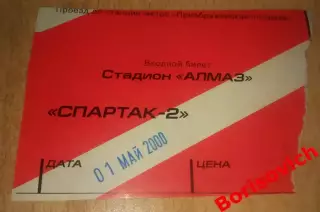 Входной билет
Стадион «АЛМАЗ»
«СПАРТАК-2»
ДАТА
01 МАЙ 2000
ЦЕНА
Borisovich